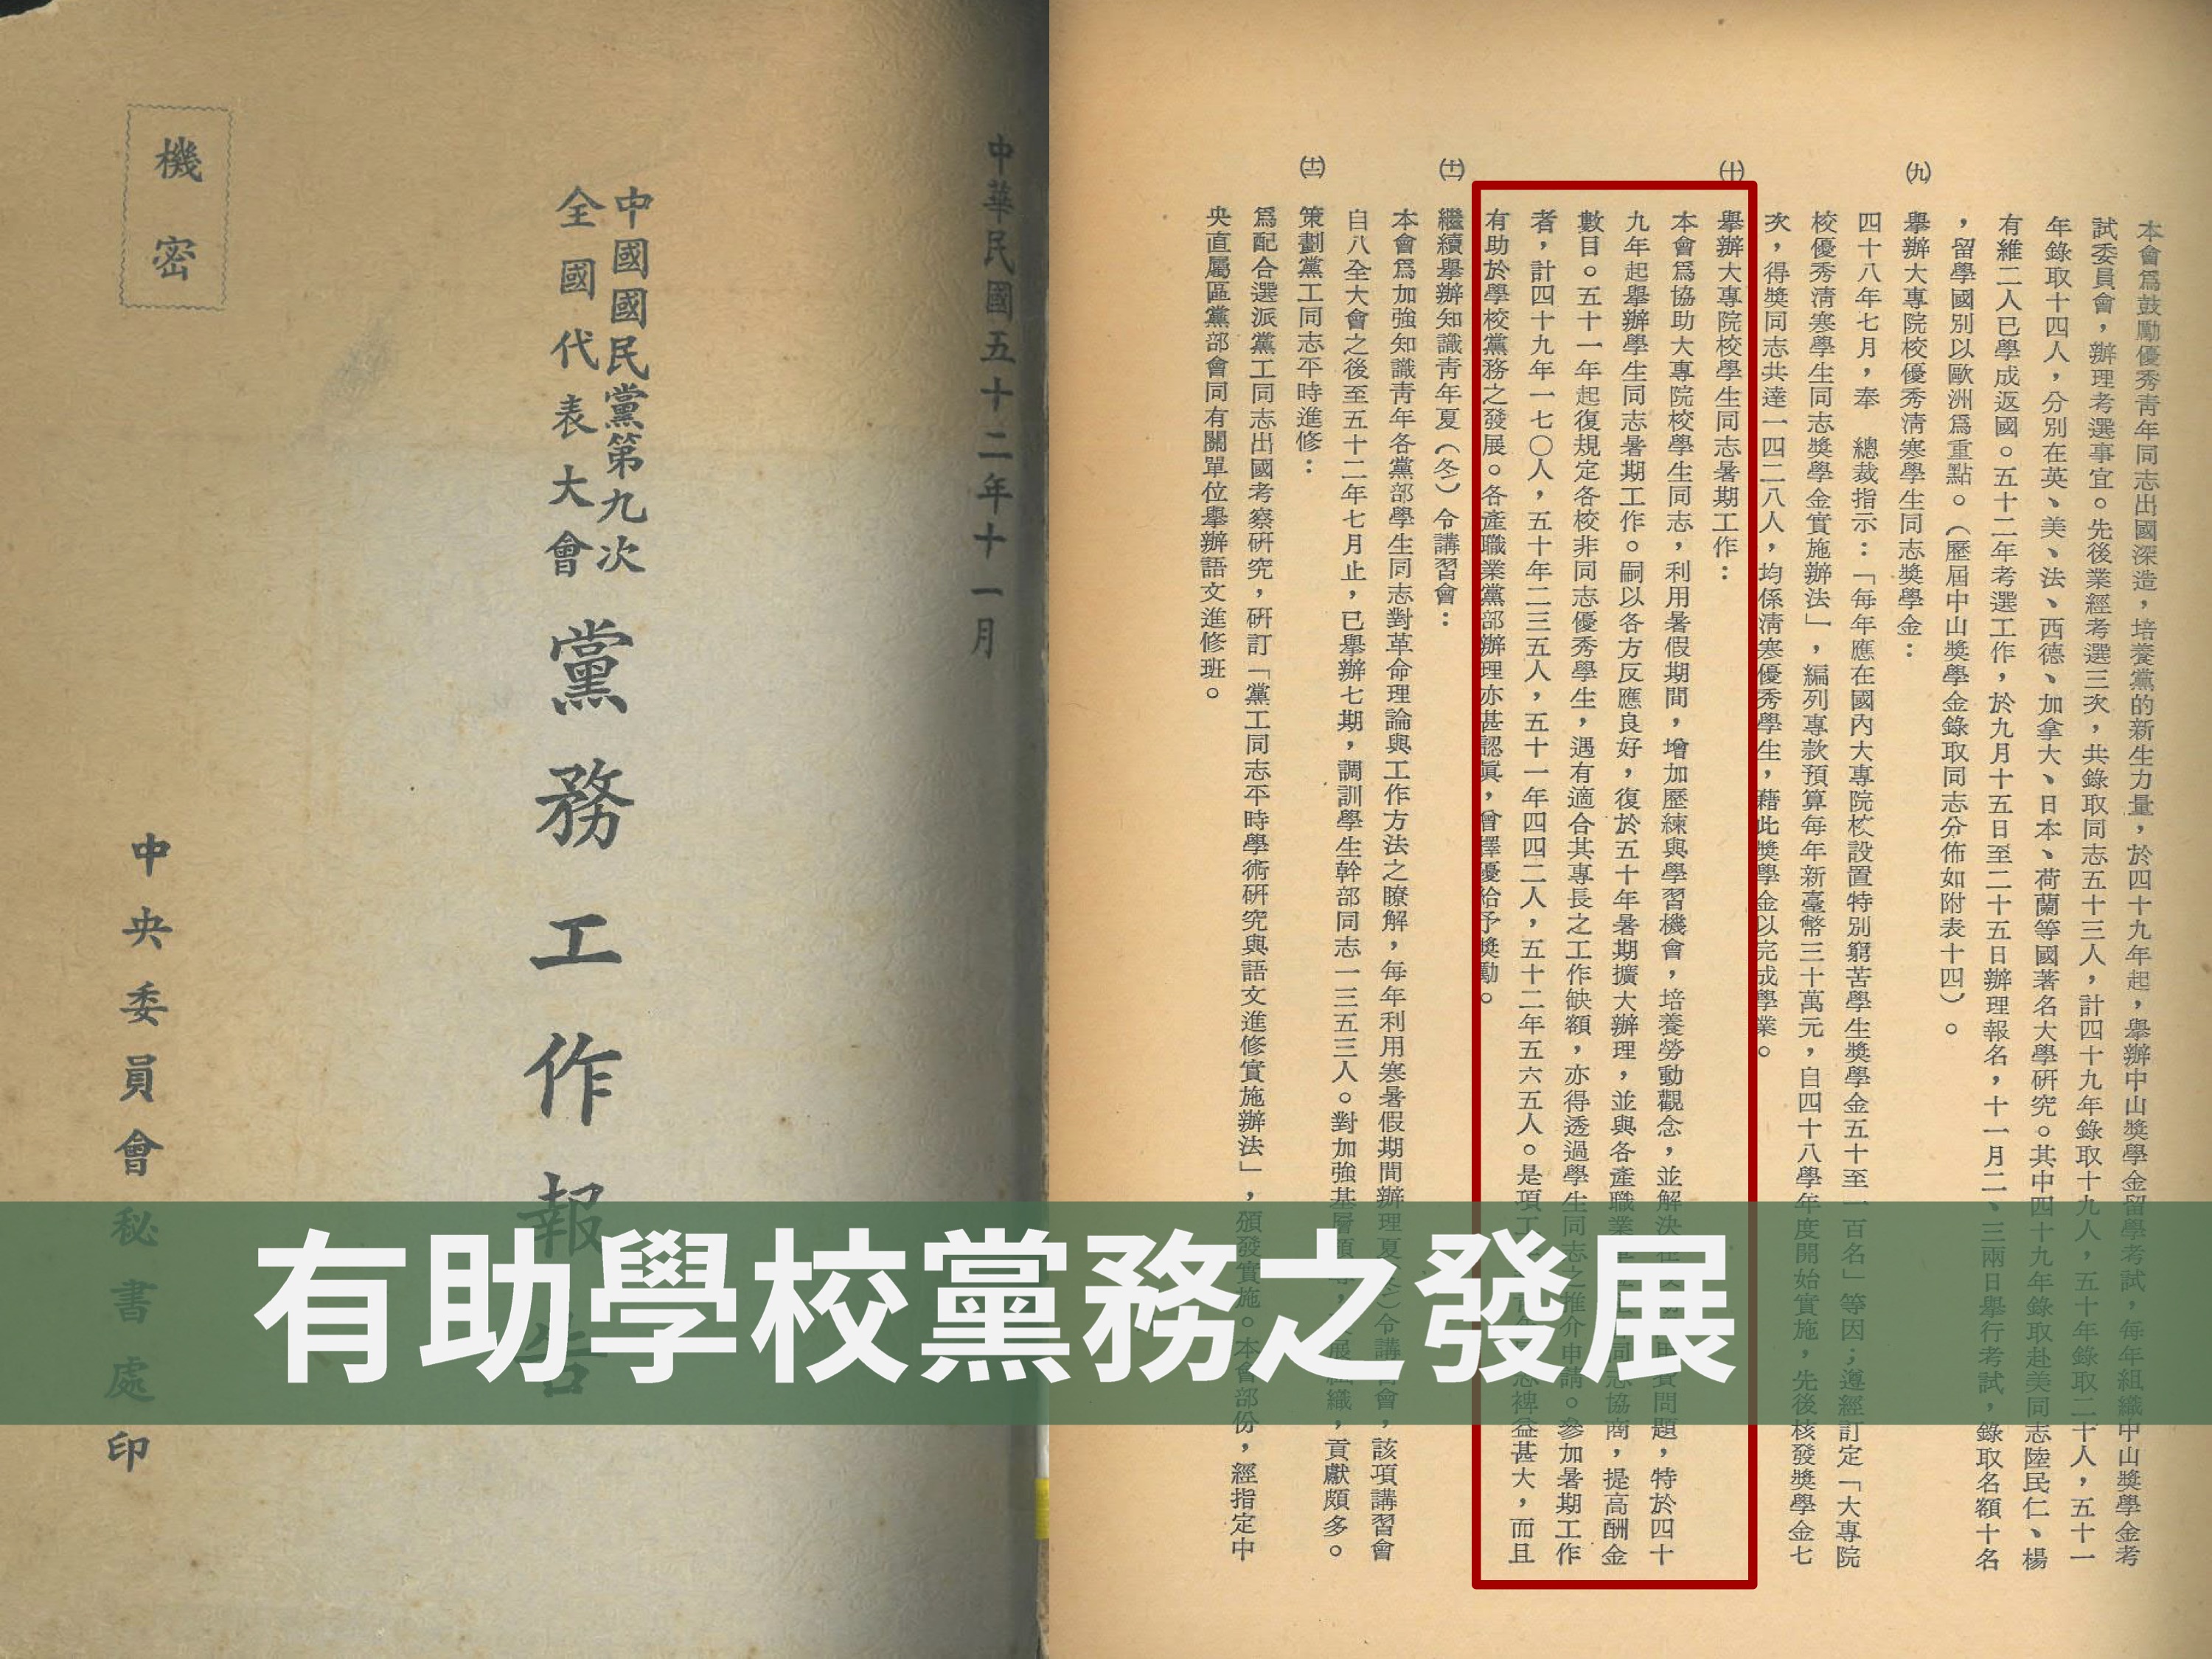 中華民國五十二年十一月
中國國民黨第九次
全國代表大會
黨務工作報告
機密
中央委員會秘書處印
本會爲鼓勵優秀青年同志出國深造，培養黨的新生力量，於四十九年起，舉辦中山獎學金留學考試，每年組織中山獎學金考
試委員會，辦理考選事宜。先後業經考選三次，共錄取同志五十三人，計四十九年錄取十九人，五十年錄取二十人，五十一
年錄取十四人，分別在英、美、法、西德、加拿大、日本、荷蘭等國著名大學研究。其中四十九年錄取赴美同志陸民仁、楊
有維二人已學成返國。五十二年考選工作，於九月十五日至二十五日辦理報名，十一月二、三兩日舉行考試，錄取名額十名
，留學國別以歐洲爲重點。（歷屆中山獎學金錄取同志分佈如附表十四）。
㈨ 舉辦大專院校優秀清寒學生同志獎學金：
四十八年七月，奉　總裁指示：「每年應在國內大專院校設置特別窮苦學生獎學金五十至一百名」等因；遵經訂定「大專院
校優秀清寒學生同志獎學金實施辦法」，編列專款預算每年新臺幣三十萬元，自四十八學年度開始實施，先後核發獎學金七
次，得獎同志共達一四二八人，均係清寒優秀學生，藉此獎學金以完成學業。
㈩ 舉辦大專院校學生同志暑期工作：
本會爲協助大專院校學生同志，利用暑假期間，增加歷練與學習機會，培養勞動觀念，並解決在問題，特於四十
九年起舉辦學生同志暑期工作。嗣以各方反應良好，復於五十年暑期擴大辦理，並與各產職業同志協商，提高酬金
數目。五十一年起復規定各校非同志優秀學生，遇有適合其專長之工作缺額，亦得透過學生同志之推介申請。參加暑期工作
者，計四十九年一七〇人，五十年二三五人，五十一年四四二人，五十二年五六五人。是項工裨益甚大，而且
有助於學校黨務之發展。各產職業黨部辦理亦甚認眞，曾擇優給予獎勵。
(十一) 繼續舉辦知識青年夏（冬）令講習會：
本會爲加強知識青年各黨部學生同志對革命理論與工作方法之瞭解，每年利用寒暑假期間辦理夏（冬）令講習會，該項講習會
自八全大會之後至五十二年七月止，已舉辦七期，調訓學生幹部同志一三五三人。對加強基層組織，貢獻頗多。
(十二) 策劃黨工同志平時進修：
爲配合選派黨工同志出國考察研究，研訂「黨工同志平時學術研究與語文進修實施辦法」，頒發實施。本會部份，經指定中
央直屬區黨部會同有關單位舉辦語文進修班。
有助學校黨務之發展